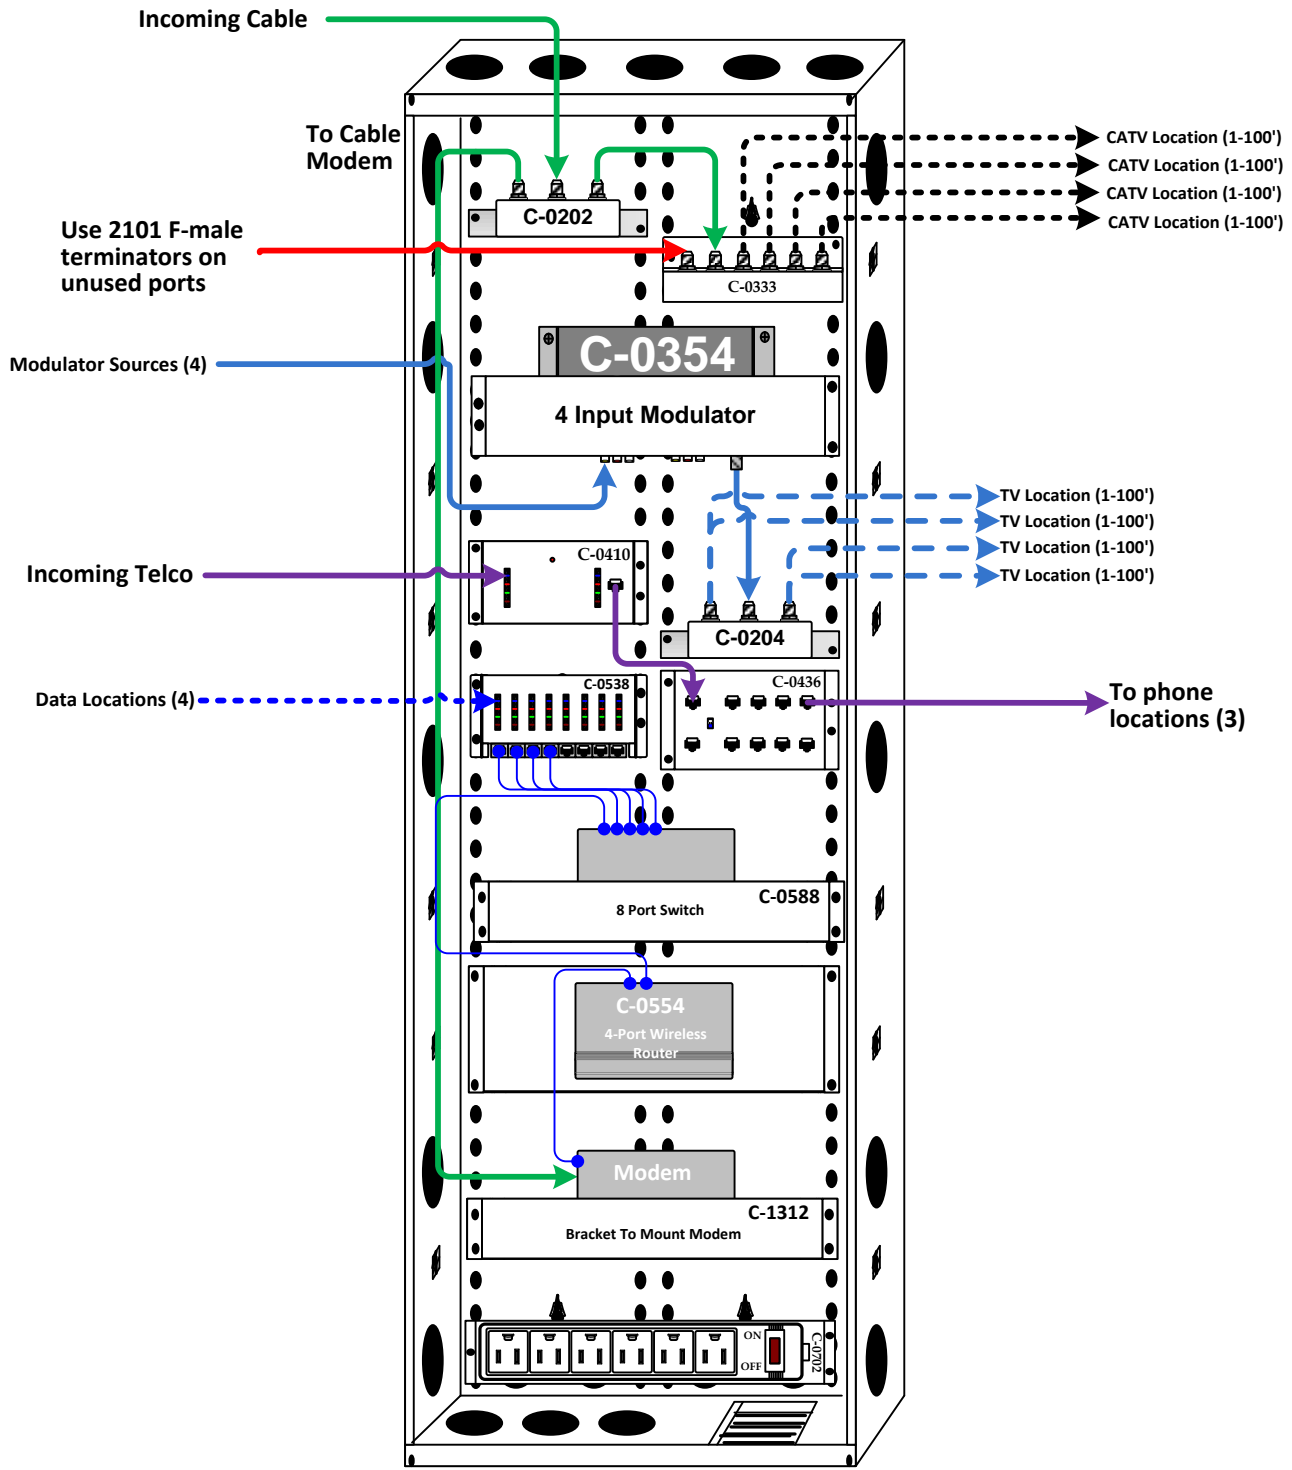 Incoming Cable
To Cable
Modem
CATV Location (1-100')
CATV Location (1-100')
CATV Location (1-100')
CATV Location (1-100')
C-0202
Use 2101 F-male
terminators on
unused ports
C-0333
C-0354
Modulator Sources (4)
4 Input Modulator
TV Location (1-100')
TV Location (1-100')
TV Location (1-100')
TV Location (1-100')
C-0410
Incoming Telco
C-0204
C-0538
C-0436
Data Locations (4)
To phone
locations (3)
C-0588
8 Port Switch
C-0554
4-Port Wireless
Router
Modem
C-1312
Bracket To Mount Modem
ON
OFF
C-0702